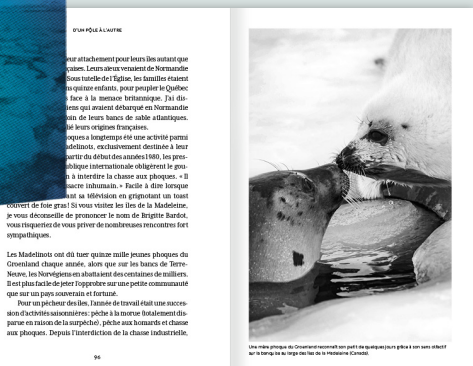 D'UN PÔLE À L'AUTRE
eur attachement pour leurs îles autant que
çaises. Leurs aïeux venaient de Normandie
Sous tutelle de l'Église, les familles étaient
ns quinze enfants, pour peupler le Québec
s face à la menace britannique. J'ai dis-
iens qui avaient débarqué en Normandie
oin de leurs bancs de sable atlantiques.
lié leurs origines françaises.
hoques a longtemps été une activité parmi
adelinots, exclusivement destinée à leur
partir du début des années 1980, les pres-
publique internationale obligèrent le gou-
n à interdire la chasse aux phoques. « Il
sacre inhumain. » Facile à dire lorsque
ant sa télévision en grignotant un toast
couvert de foie gras ! Si vous visitez les îles de la Madeleine,
je vous déconseille de prononcer le nom de Brigitte Bardot,
vous risqueriez de vous priver de nombreuses rencontres fort
sympathiques.
Les Madelinots ont dû tuer quinze mille jeunes phoques du
Groenland chaque année, alors que sur les bancs de Terre-
Neuve, les Norvégiens en abattaient des centaines de milliers.
Il est plus facile de jeter l'opprobre sur une petite communauté
que sur un pays souverain et fortuné.
Pour un pêcheur des îles, l'année de travail était une succes-
sion d'activités saisonnières : pêche à la morue (totalement dis-
parue en raison de la surpêche), pêche aux homards et chasse
aux phoques. Depuis l'interdiction de la chasse industrielle,
96
Une mère phoque du Groenland reconnaît son petit de quelques jours grâce à son sens olfactif
sur la banquise au large des îles de la Madeleine (Canada).